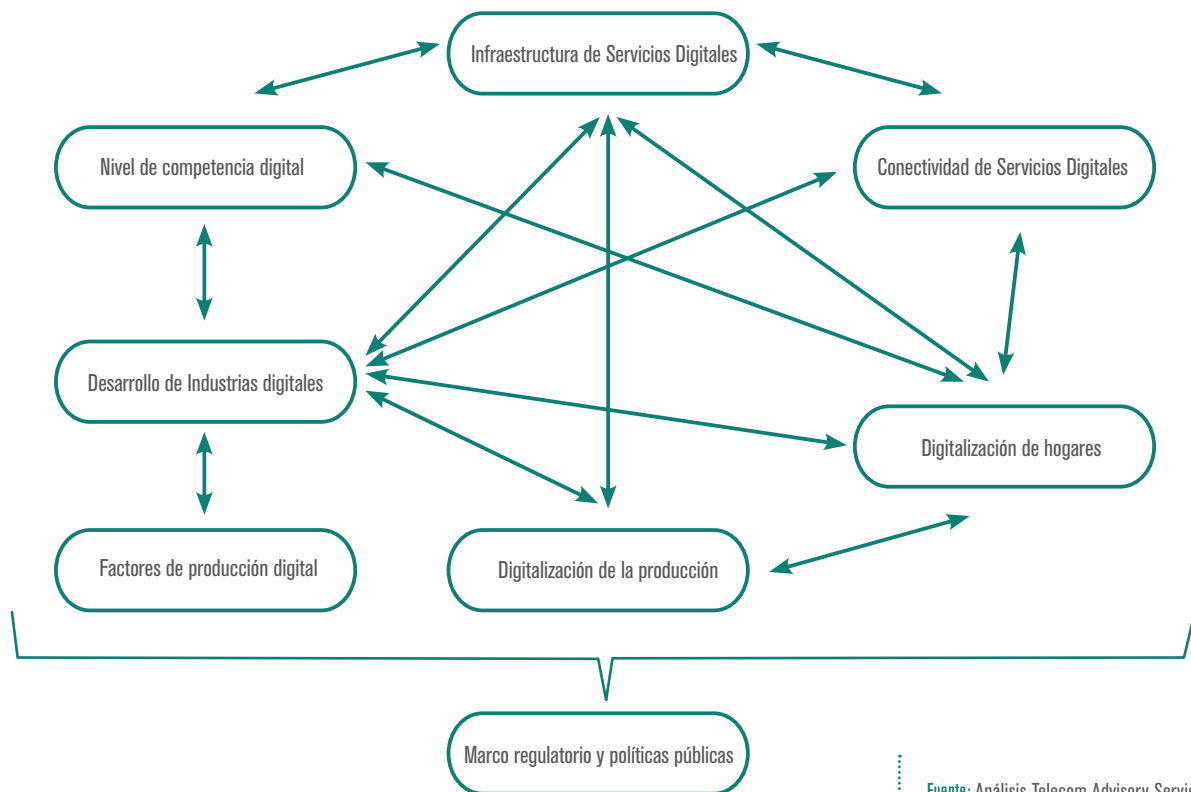 Infraestructura de Servicios Digitales
Nivel de competencia digital
Conectividad de Servicios Digitales
Desarrollo de Industrias digitales
Digitalización de hogares
Factores de producción digital
Digitalización de la producción
Marco regulatorio y políticas públicas
Fuente: Análisis Telecom Advisory